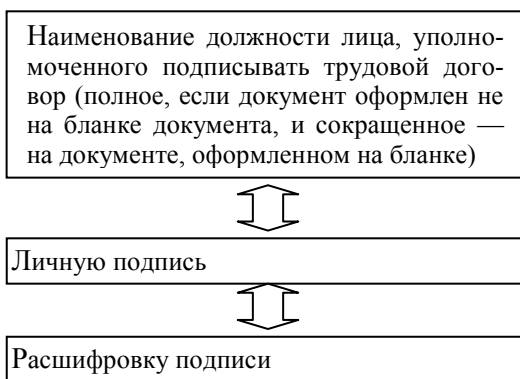 Наименование должности лица, уполно-
моченного подписывать трудовой дого-
вор (полное, если документ оформлен не
на бланке документа, и сокращенное —
на документе, оформленном на бланке)
Личную подпись
Расшифровку подписи